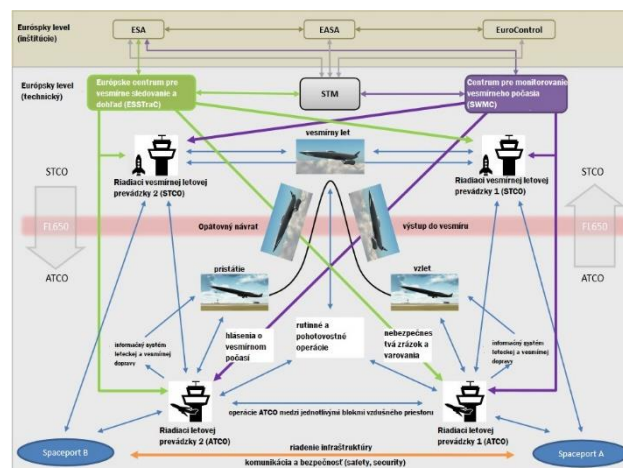 Európsky level
(inštitúcie)
ESA
EASA
EuroControl
Európsky level
(technický)
Európske centrum pre
vesmírne sledovanie a
dohľad (ESSTraC)
STM
Centrum pre monitorovanie
vesmírneho počasia
(SWMC)
vesmírny let
Riadiaci vesmírnej letovej
prevádzky 2 (STCO)
Riadiaci vesmírnej letovej
prevádzky 1 (STCO)
STCO
FL650
ATCO
STCO
FL650
ATCO
Opätovný návrat
výstup do vesmíru
pristátie
vzlet
informačný systém
leteckej a vesmírnej
dopravy
hlásenia o
vesmírnom
počasí
rutinné a
pohotovostné
operácie
nebezpečens
tvá zrázok a
varovania
informačný systém
leteckej a vesmírnej
dopravy
operácie ATCO medzi jednotlivými blokmi vzdušného priestoru
Riadiaci letovej
prevádzky 2 (ATCO)
Riadiaci letovej
prevádzky 1 (ATCO)
Spaceport B
Spaceport A
riadenie infraštruktúry
komunikácia a bezpečnosť (safety, security)